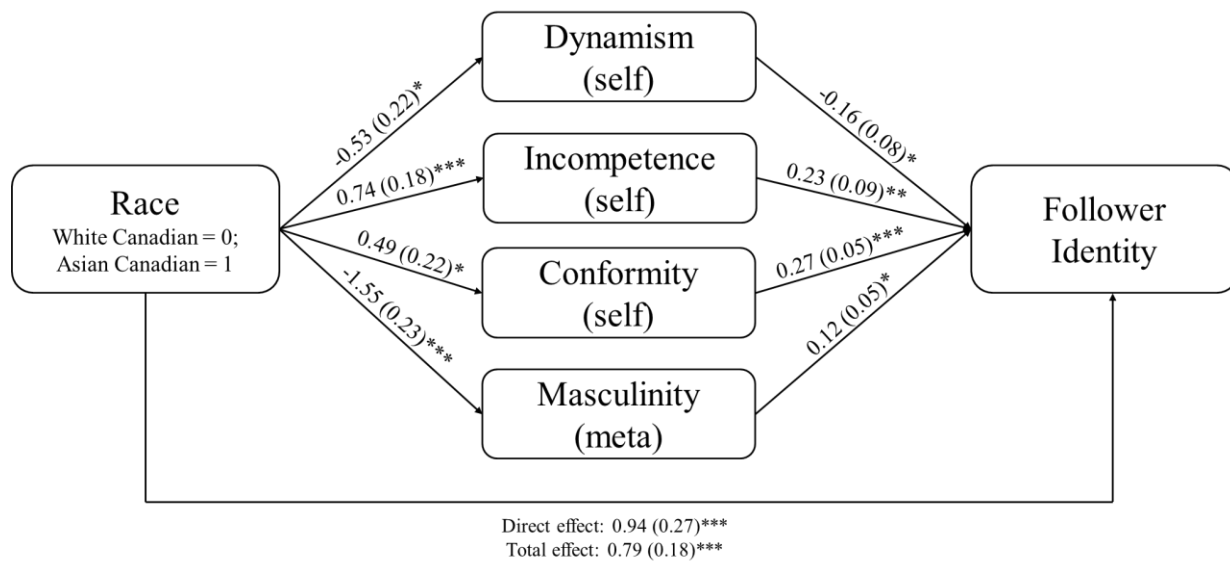 Race
White Canadian = 0;
Asian Canadian = 1
-0.53 (0.22)*
0.74 (0.18)***
0.49 (0.22)*
-1.55 (0.23)***
Dynamism
(self)
Incompetence
(self)
Conformity
(self)
Masculinity
(meta)
-0.16 (0.08)*
0.23 (0.09)**
0.27 (0.05)***
0.12 (0.05)*
Follower
Identity
Direct effect: 0.94 (0.27)***
Total effect: 0.79 (0.18)***